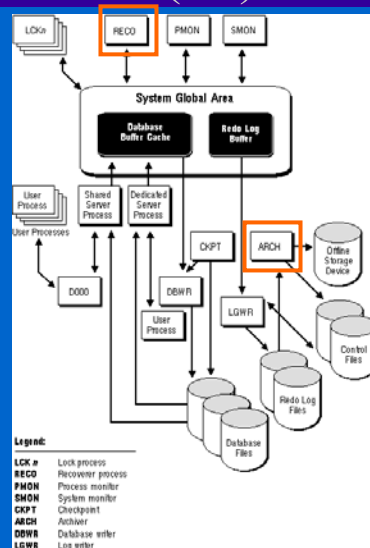 LCKn
RECO
PMON
SMON
System Global Area
Database
Buffer Cache
Redo Log
Buffer
User
Process
User Processes
Shared
Server
Process
Dedicated
Server
Process
CKPT
ARCH
Offline
Storage
Device
D000
DBWR
User
Process
LGWR
Control
Files
Redo Log
Files
Database
Files
Legend:
LCK n Lock process
RECO Recoverer process
PMON Process monitor
SMON System monitor
CKPT Checkpoint
ARCH Archiver
DBWR Database writer
LGWR Log writer